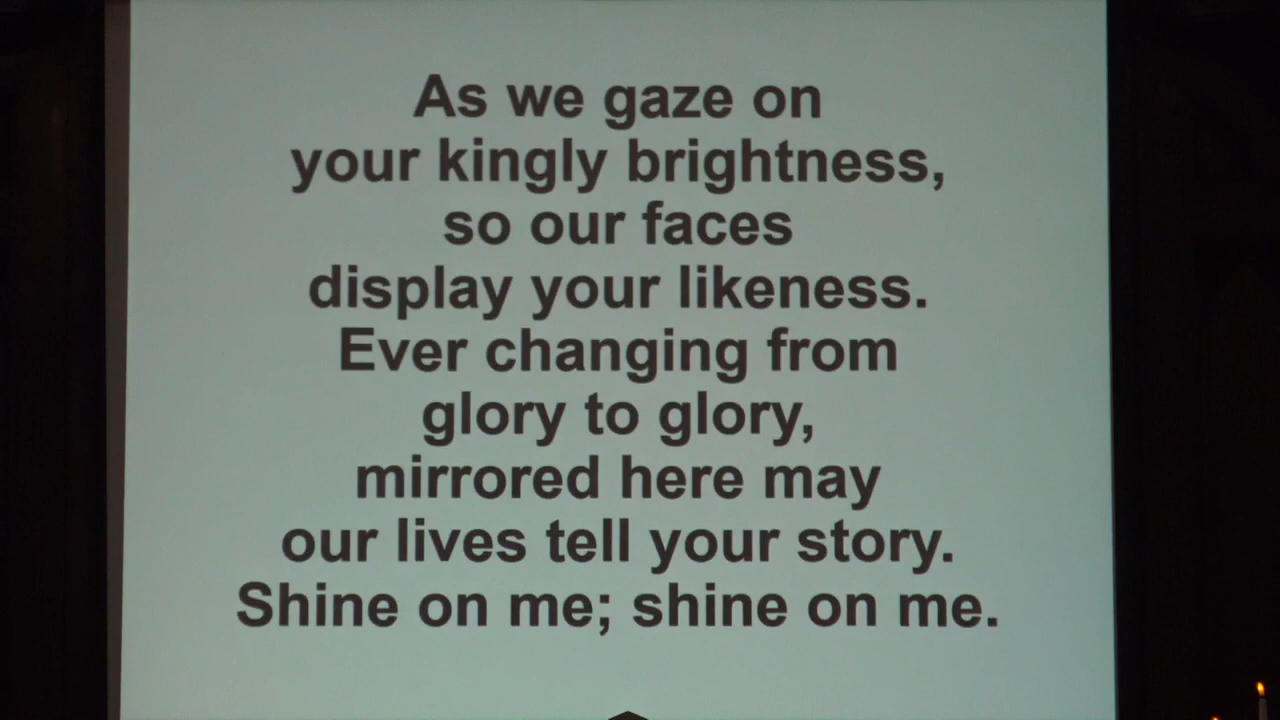 As we gaze on
your kingly brightness,
so our faces
display your likeness.
Ever changing from
glory to glory,
mirrored here may
our lives tell your story.
Shine on me; shine on me.